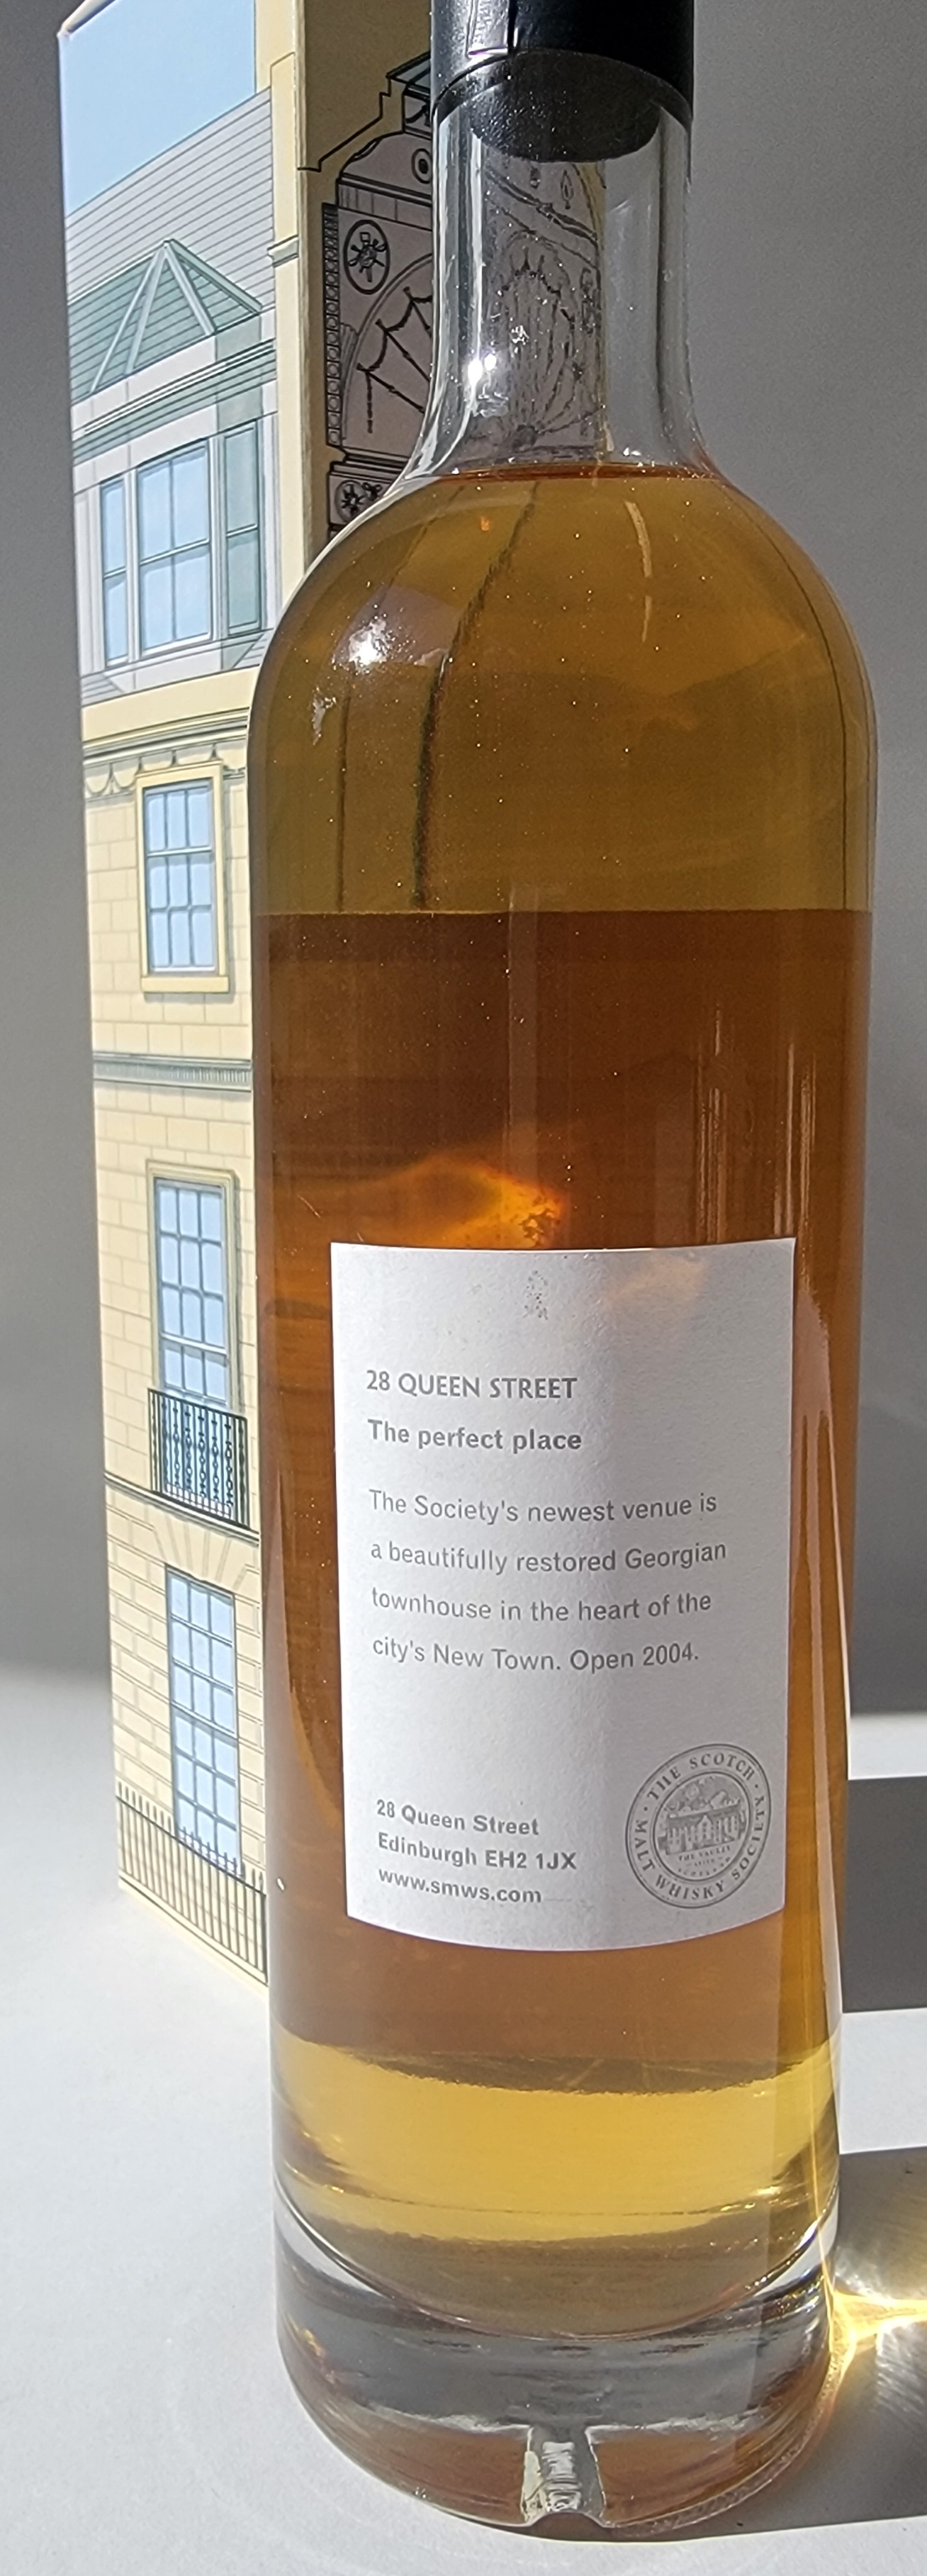 28 QUEEN STREET
The perfect place
The Society's newest venue is
a beautifully restored Georgian
townhouse in the heart of the
city's New Town. Open 2004.
28 Queen Street
Edinburgh EH2 1JX
www.smws.com
THE SCOTCH
MALT WHISKY SOCIETY
THE VAULTS